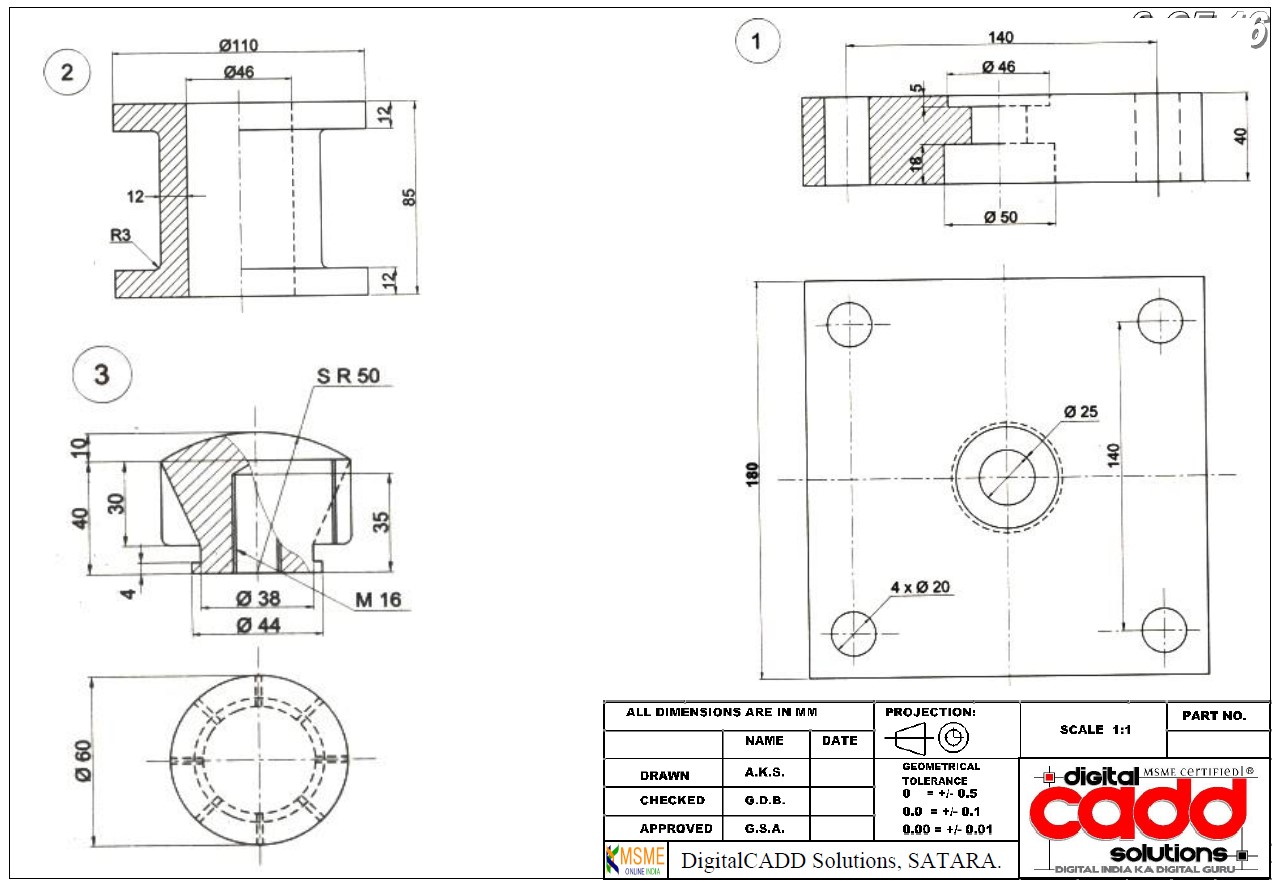 2
Ø110
Ø46
12
85
12
R3
12
1
140
Ø 46
5
40
18
Ø 50
3
S R 50
10
30
40
35
4
Ø 38
M 16
Ø 44
Ø 60
Ø 25
180
140
4 x Ø 20
ALL DIMENSIONS ARE IN MM
PROJECTION:
SCALE 1:1
PART NO.
NAME
DATE
DRAWN
A.K.S.
CHECKED
G.D.B.
APPROVED
G.S.A.
GEOMETRICAL
TOLERANCE
0 = +/- 0.5
0.0 = +/- 0.1
0.00 = +/- 0.01
MSME
ONLINE INDIA
DigitalCADD Solutions, SATARA.
digital
MSME CERTIFIED ®
cadd
solutions
DIGITAL INDIA KA DIGITAL GURU